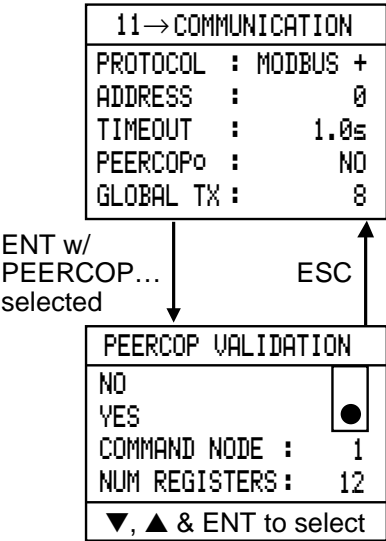 11→COMMUNICATION
PROTOCOL : MODBUS +
ADDRESS : 0
TIMEOUT : 1.0s
PEERCOPo : NO
GLOBAL TX : 8
ENT w/
PEERCOP…
selected
ESC
PEERCOP VALIDATION
NO
YES ●
COMMAND NODE : 1
NUM REGISTERS: 12
▼, ▲ & ENT to select